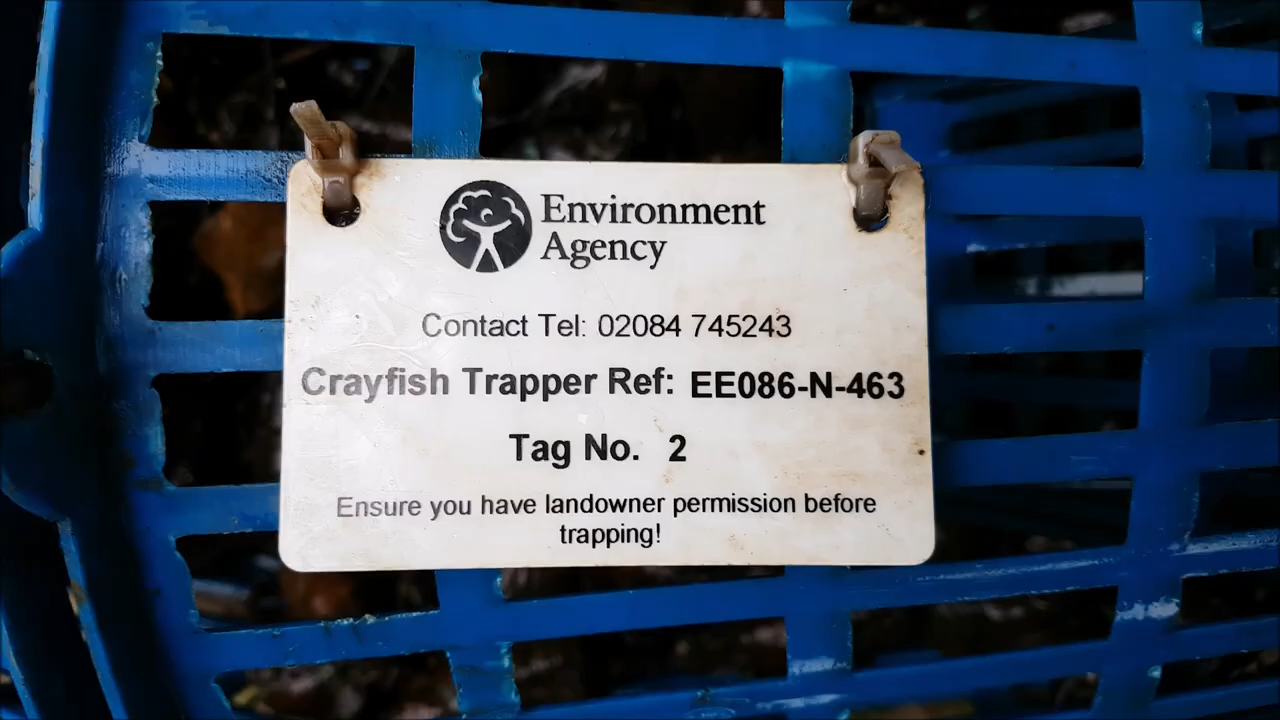 Environment
Agency
Contact Tel: 02084 745243
Crayfish Trapper Ref: EE086-N-463
Tag No. 2
Ensure you have landowner permission before
trapping!